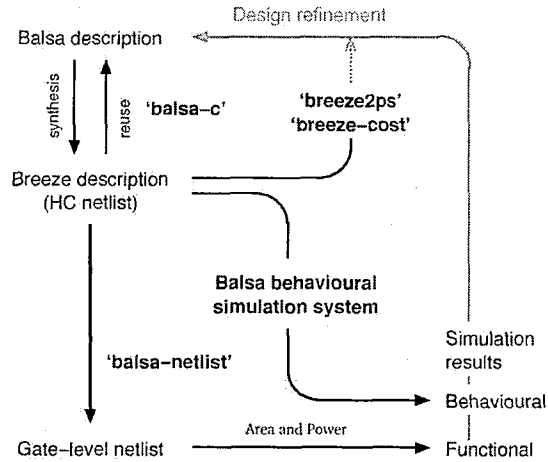 Design refinement
Balsa description
synthesis
reuse
‘balsa–c’
‘breeze2ps’
‘breeze–cost’
Breeze description
(HC netlist)
Balsa behavioural
simulation system
‘balsa–netlist’
Simulation
results
Behavioural
Gate–level netlist
Area and Power
Functional